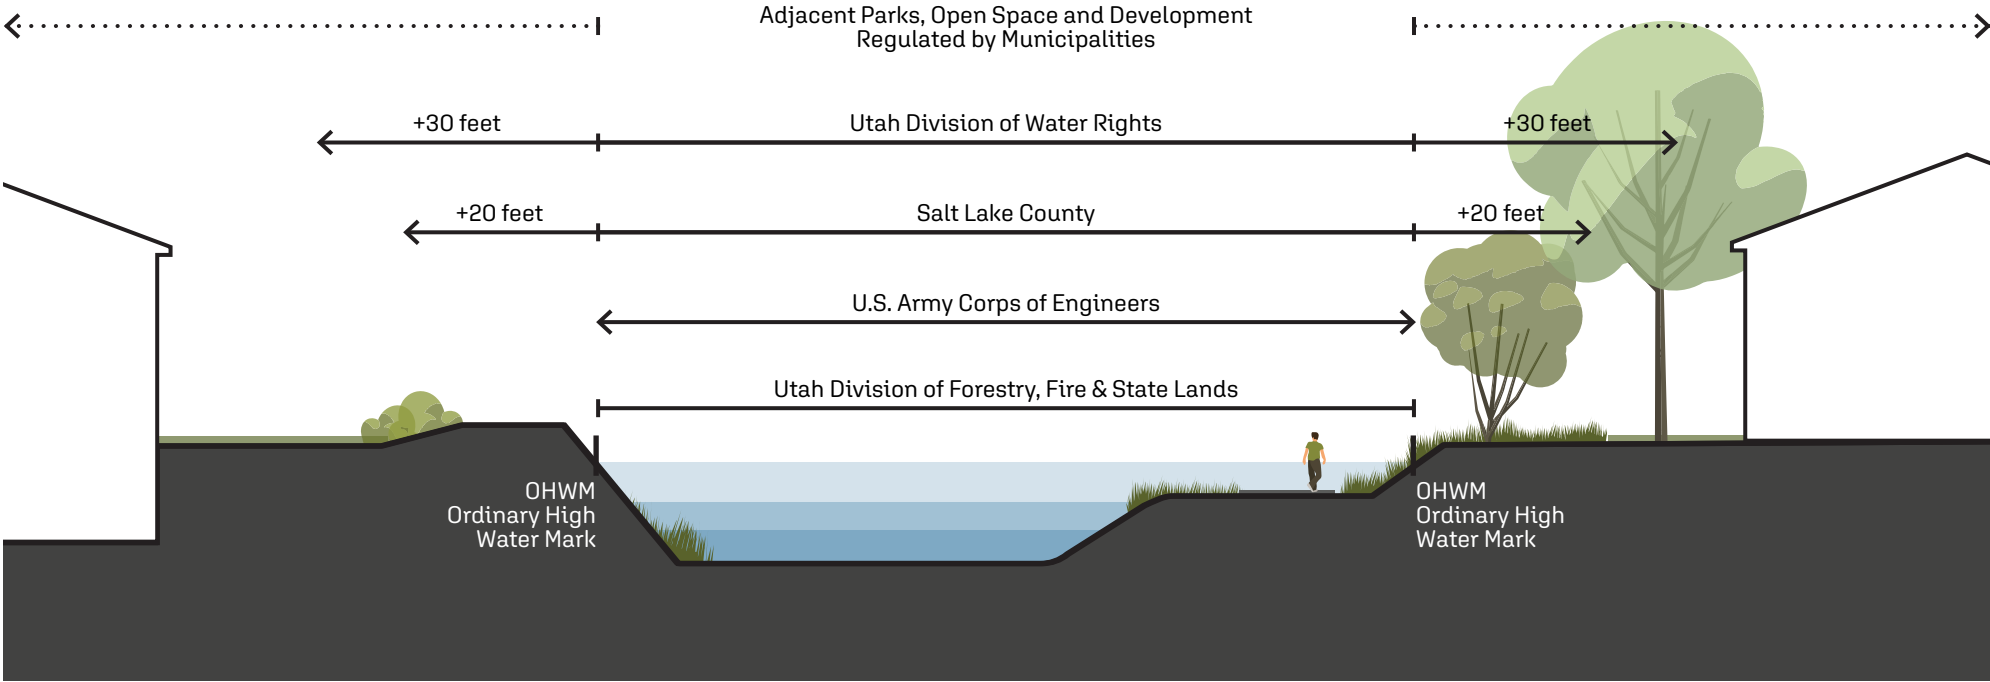 Adjacent Parks, Open Space and Development
Regulated by Municipalities
+30 feet
Utah Division of Water Rights
+30 feet
+20 feet
Salt Lake County
+20 feet
U.S. Army Corps of Engineers
Utah Division of Forestry, Fire & State Lands
OHWM
Ordinary High
Water Mark
OHWM
Ordinary High
Water Mark